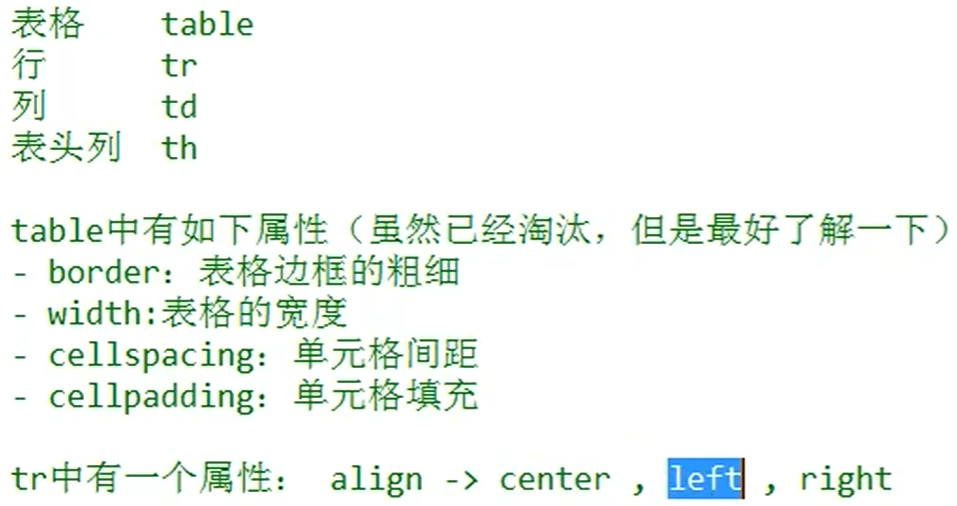 表格    table
行      tr
列      td
表头列  th
table中有如下属性（虽然已经淘汰，但是最好了解一下）
- border：表格边框的粗细
- width:表格的宽度
- cellspacing：单元格间距
- cellpadding：单元格填充
tr中有一个属性： align -> center , left , right